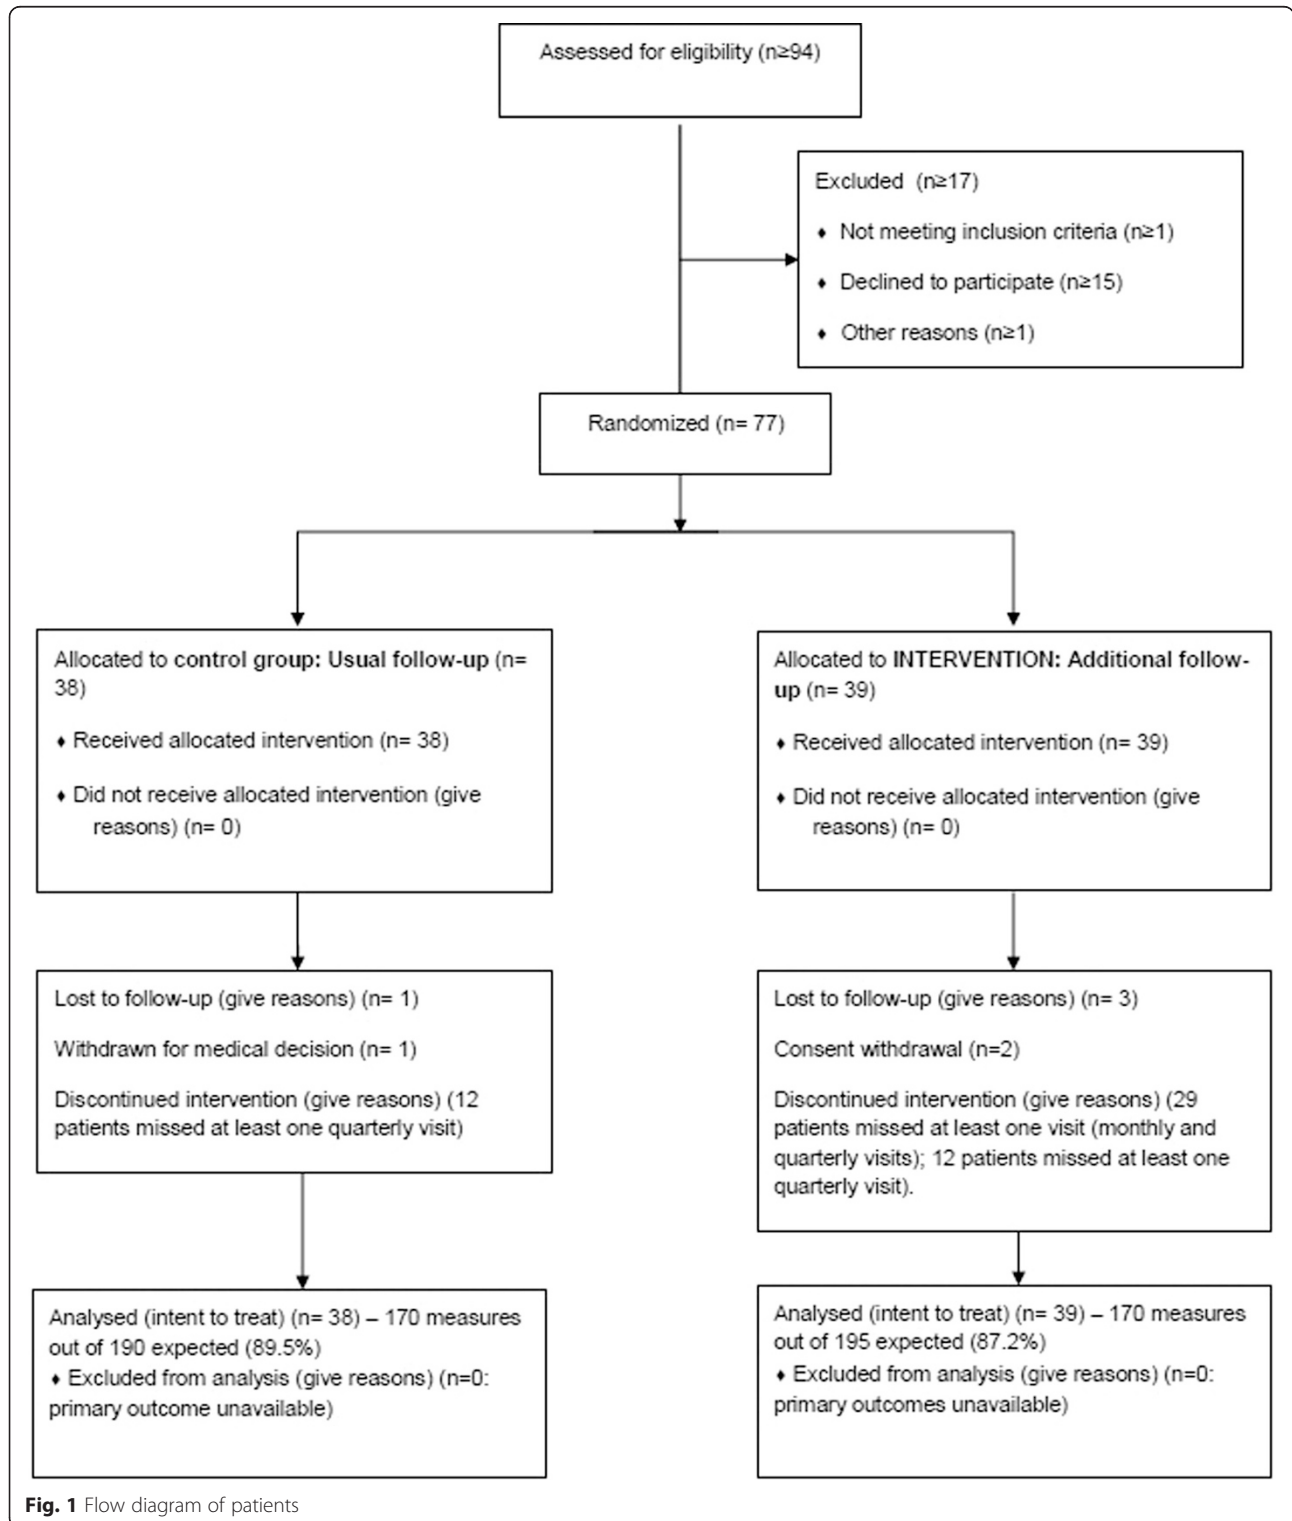 Assessed for eligibility (n≥94)
Excluded (n≥17)
♦ Not meeting inclusion criteria (n≥1)
♦ Declined to participate (n≥15)
♦ Other reasons (n≥1)
Randomized (n= 77)
Allocated to control group: Usual follow-up (n=
38)
♦ Received allocated intervention (n= 38)
♦ Did not receive allocated intervention (give
reasons) (n= 0)
Allocated to INTERVENTION: Additional follow-
up (n= 39)
♦ Received allocated intervention (n= 39)
♦ Did not receive allocated intervention (give
reasons) (n= 0)
Lost to follow-up (give reasons) (n= 1)
Withdrawn for medical decision (n= 1)
Discontinued intervention (give reasons) (12
patients missed at least one quarterly visit)
Lost to follow-up (give reasons) (n= 3)
Consent withdrawal (n=2)
Discontinued intervention (give reasons) (29
patients missed at least one visit (monthly and
quarterly visits); 12 patients missed at least one
quarterly visit).
Analysed (intent to treat) (n= 38) – 170 measures
out of 190 expected (89.5%)
♦ Excluded from analysis (give reasons) (n=0:
primary outcome unavailable)
Analysed (intent to treat) (n= 39) – 170 measures
out of 195 expected (87.2%)
♦ Excluded from analysis (give reasons) (n=0:
primary outcomes unavailable)
Fig. 1 Flow diagram of patients